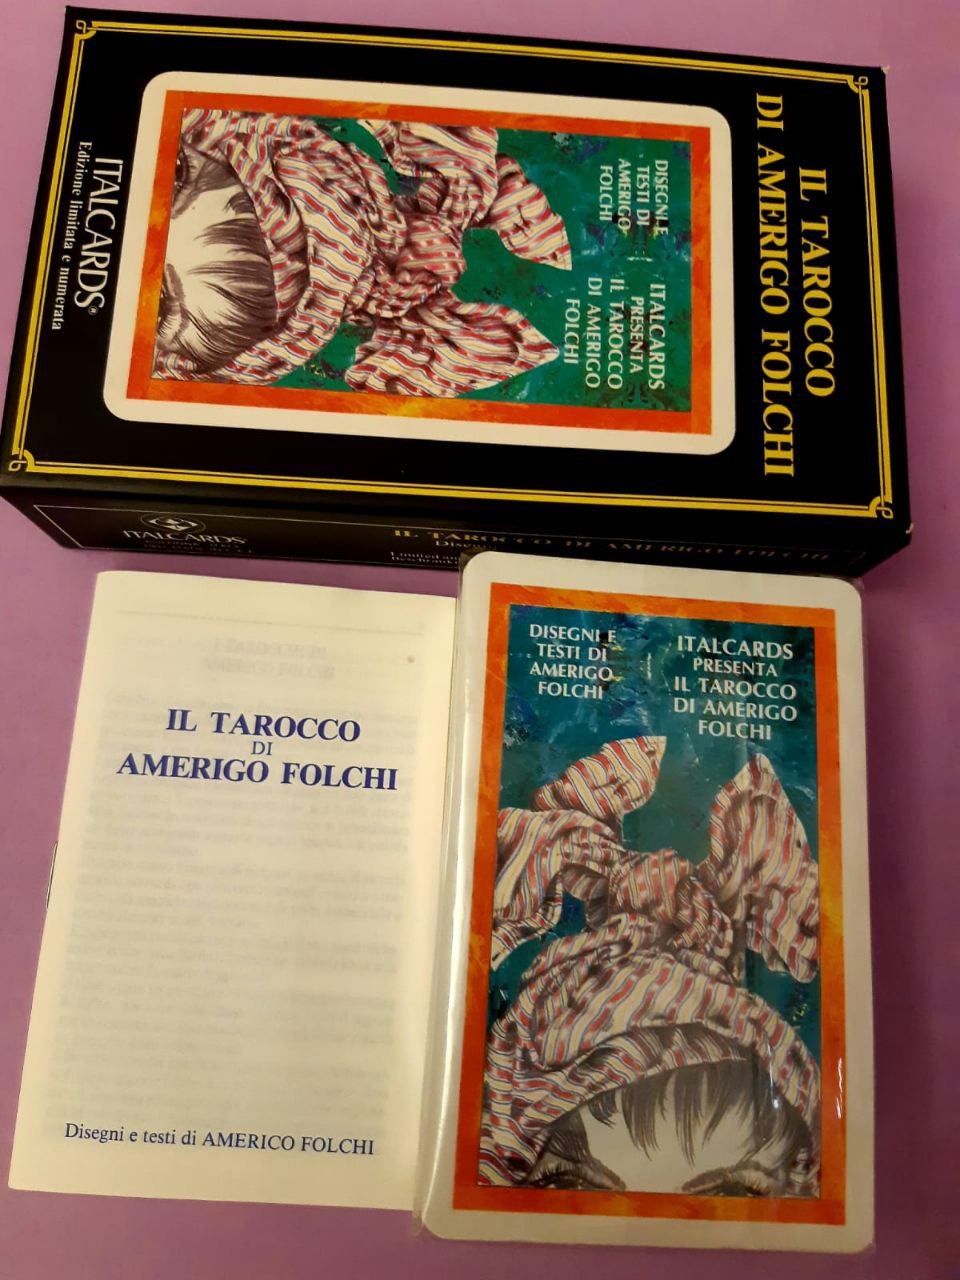 IL TAROCCO
DI AMERIGO FOLCHI
DISEGNI E
TESTI DI
AMERIGO
FOLCHI
ITALCARDS
PRESENTA
IL TAROCCO
DI AMERIGO
FOLCHI
ITALCARDS®
Edizione limitata e numerata
ITALCARDS
IL TAROCCO DI AMERIGO FOLCHI
IL TAROCCO
DI
AMERIGO FOLCHI
Disegni e testi di AMERICO FOLCHI
DISEGNI E
TESTI DI
AMERIGO
FOLCHI
ITALCARDS
PRESENTA
IL TAROCCO
DI AMERIGO
FOLCHI